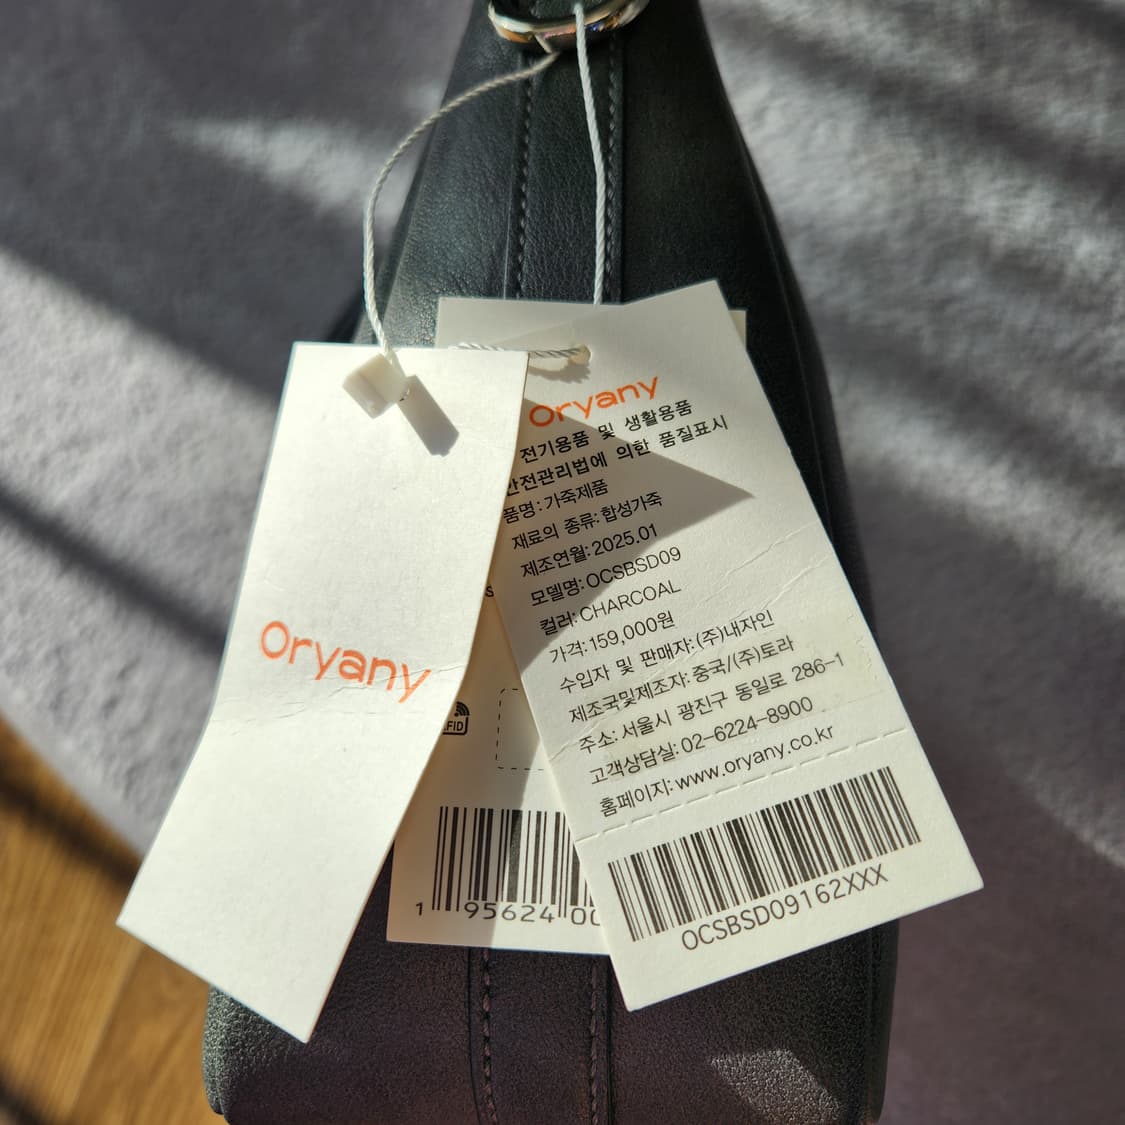 Oryany
Oryany
전기용품 및 생활용품
안전관리법에 의한 품질표시
품명:가죽제품
재료의 종류:합성가죽
제조연월:2025.01
모델명:OCSBSD09
컬러:CHARCOAL
가격:159,000원
수입자 및 판매자:(주)내자인
제조국및제조자:중국/(주)토라
주소:서울시 광진구 동일로 286-1
고객상담실:02-6224-8900
홈페이지:www.oryany.co.kr
OCSBSD09162XXX
1 95624 00